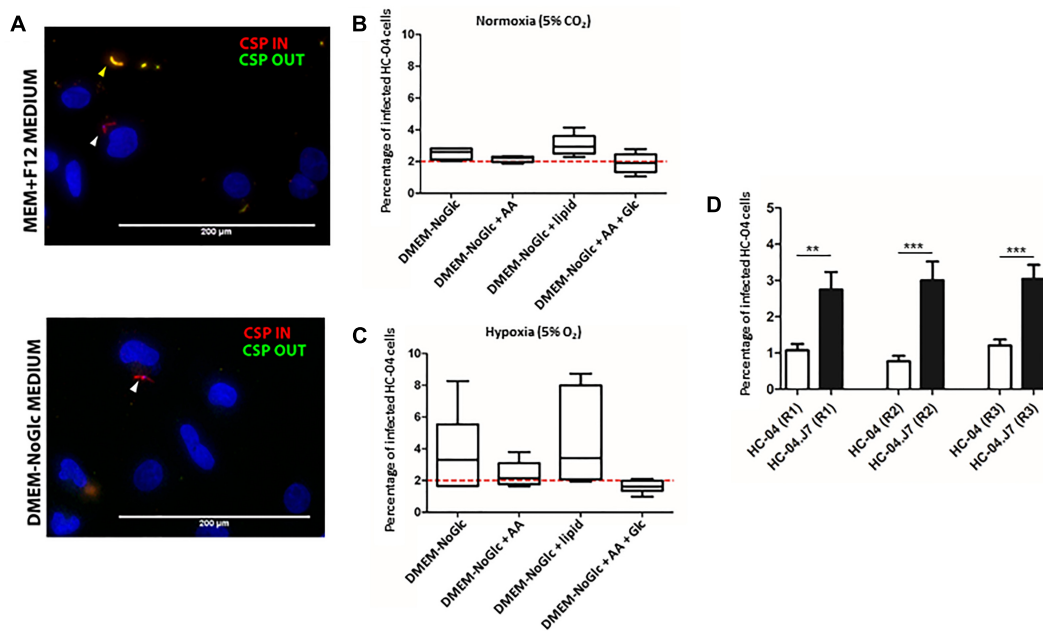 A
MEM+F12 MEDIUM
CSP IN
CSP OUT
200 µm
DMEM-NoGlc MEDIUM
CSP IN
CSP OUT
200 µm
B
Normoxia (5% CO₂)
Percentage of infected HC-04 cells
10
8
6
4
2
0
DMEM-NoGlc
DMEM-NoGlc + AA
DMEM-NoGlc + lipid
DMEM-NoGlc + AA + Glc
C
Hypoxia (5% O₂)
Percentage of infected HC-04 cells
10
8
6
4
2
0
DMEM-NoGlc
DMEM-NoGlc + AA
DMEM-NoGlc + lipid
DMEM-NoGlc + AA + Glc
D
Percentage of infected HC-04 cells
5
4
3
2
1
0
**
***
***
HC-04 (R1)
HC-04.J7 (R1)
HC-04 (R2)
HC-04.J7 (R2)
HC-04 (R3)
HC-04.J7 (R3)